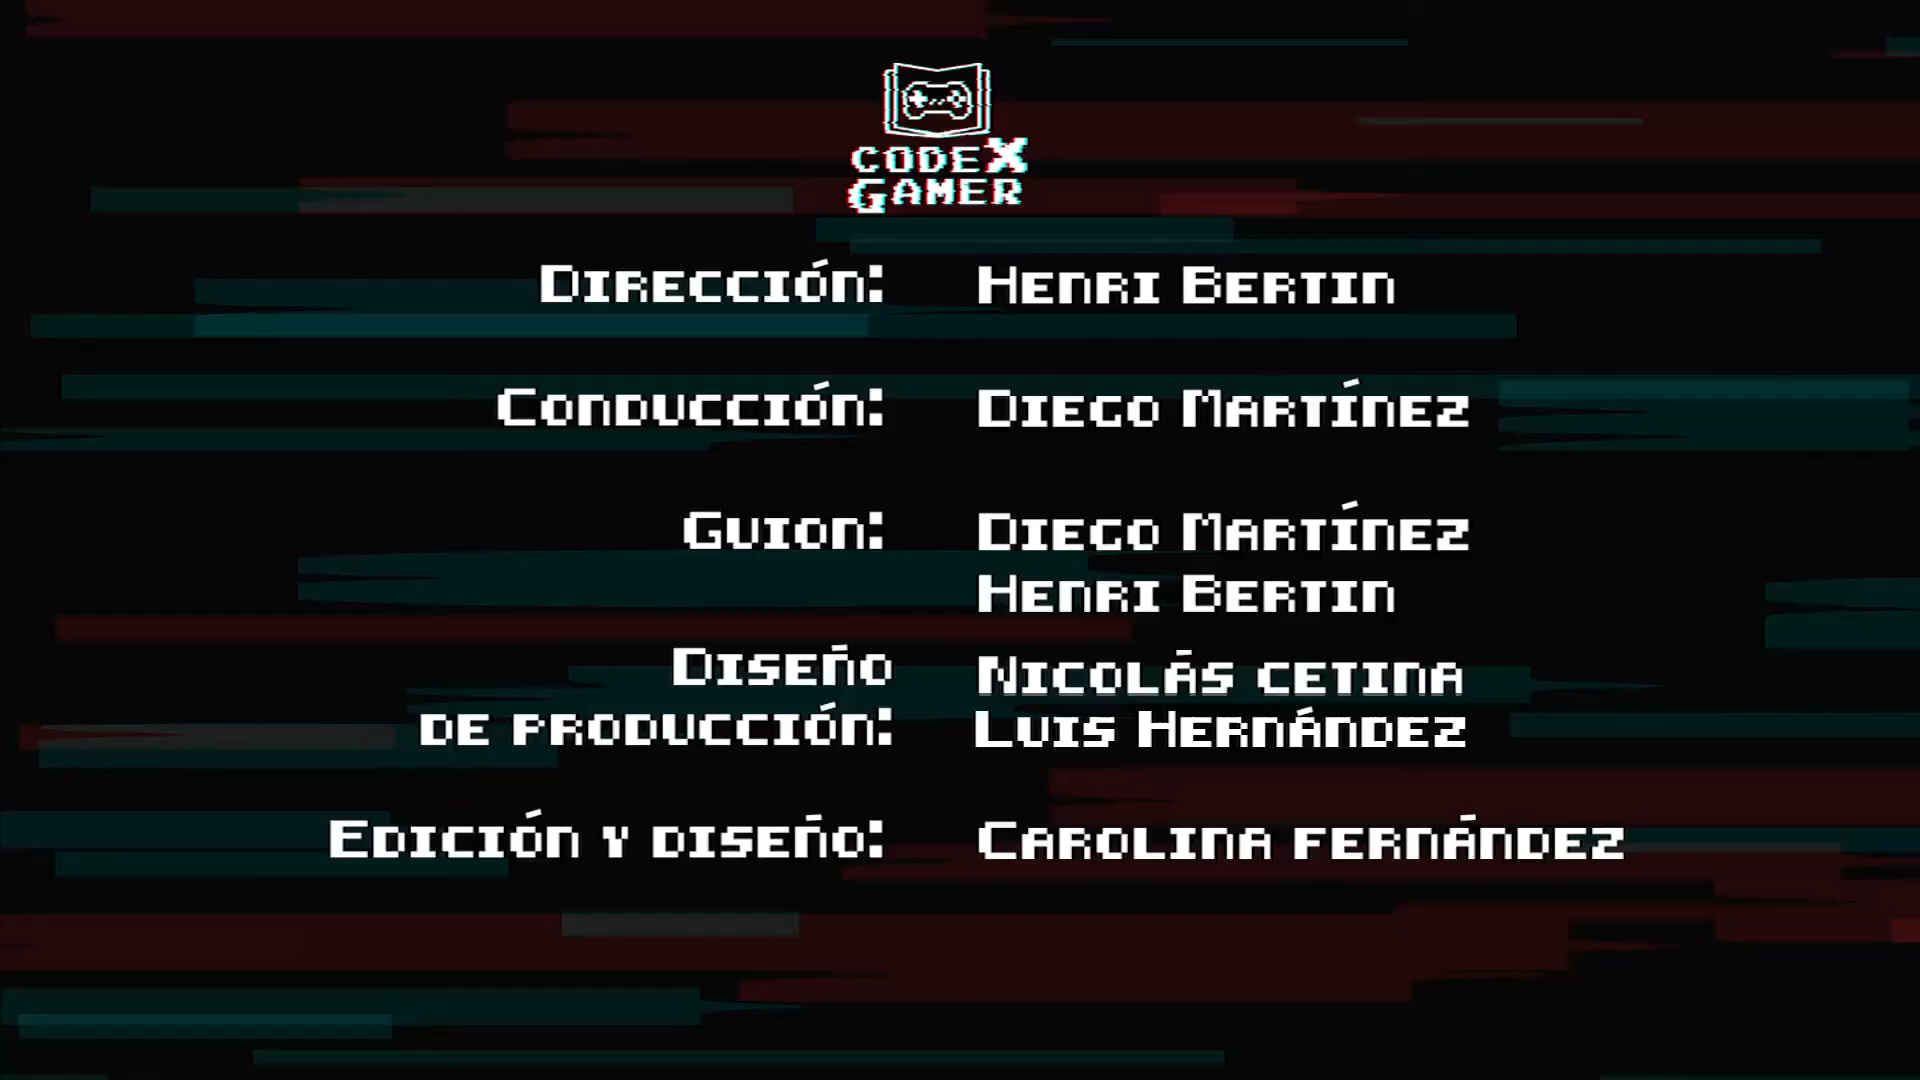 CODEX
GAMER
Dirección: Henri Bertin
Conducción: Diego Martínez
Guion: Diego Martínez
Henri Bertin
Diseño Nicolás cetina
de producción: Luis Hernández
Edición y diseño: Carolina fernández